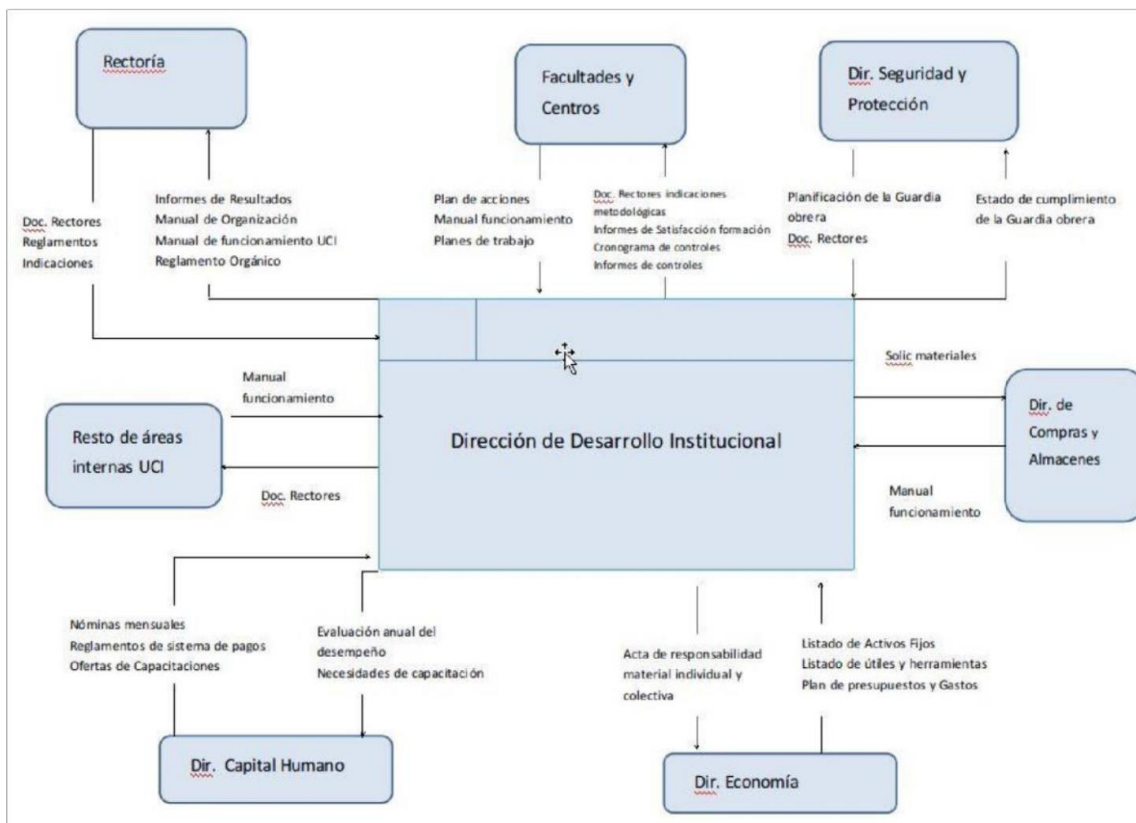 Rectoría
Facultades y
Centros
Dir. Seguridad y
Protección
Doc. Rectores
Reglamentos
Indicaciones
Informes de Resultados
Manual de Organización
Manual de funcionamiento UCI
Reglamento Orgánico
Plan de acciones
Manual funcionamiento
Planes de trabajo
Doc. Rectores indicaciones
metodológicas
Informes de Satisfacción formación
Cronograma de controles
Informes de controles
Planificación de la Guardia
obrera
Doc. Rectores
Estado de cumplimiento
de la Guardia obrera
Manual
funcionamiento
Resto de áreas
internas UCI
Doc. Rectores
Dirección de Desarrollo Institucional
Solic materiales
Dir. de
Compras y
Almacenes
Manual
funcionamiento
Nóminas mensuales
Reglamentos de sistema de pagos
Ofertas de Capacitaciones
Evaluación anual del
desempeño
Necesidades de capacitación
Acta de responsabilidad
material individual y
colectiva
Listado de Activos Fijos
Listado de útiles y herramientas
Plan de presupuestos y Gastos
Dir. Capital Humano
Dir. Economía